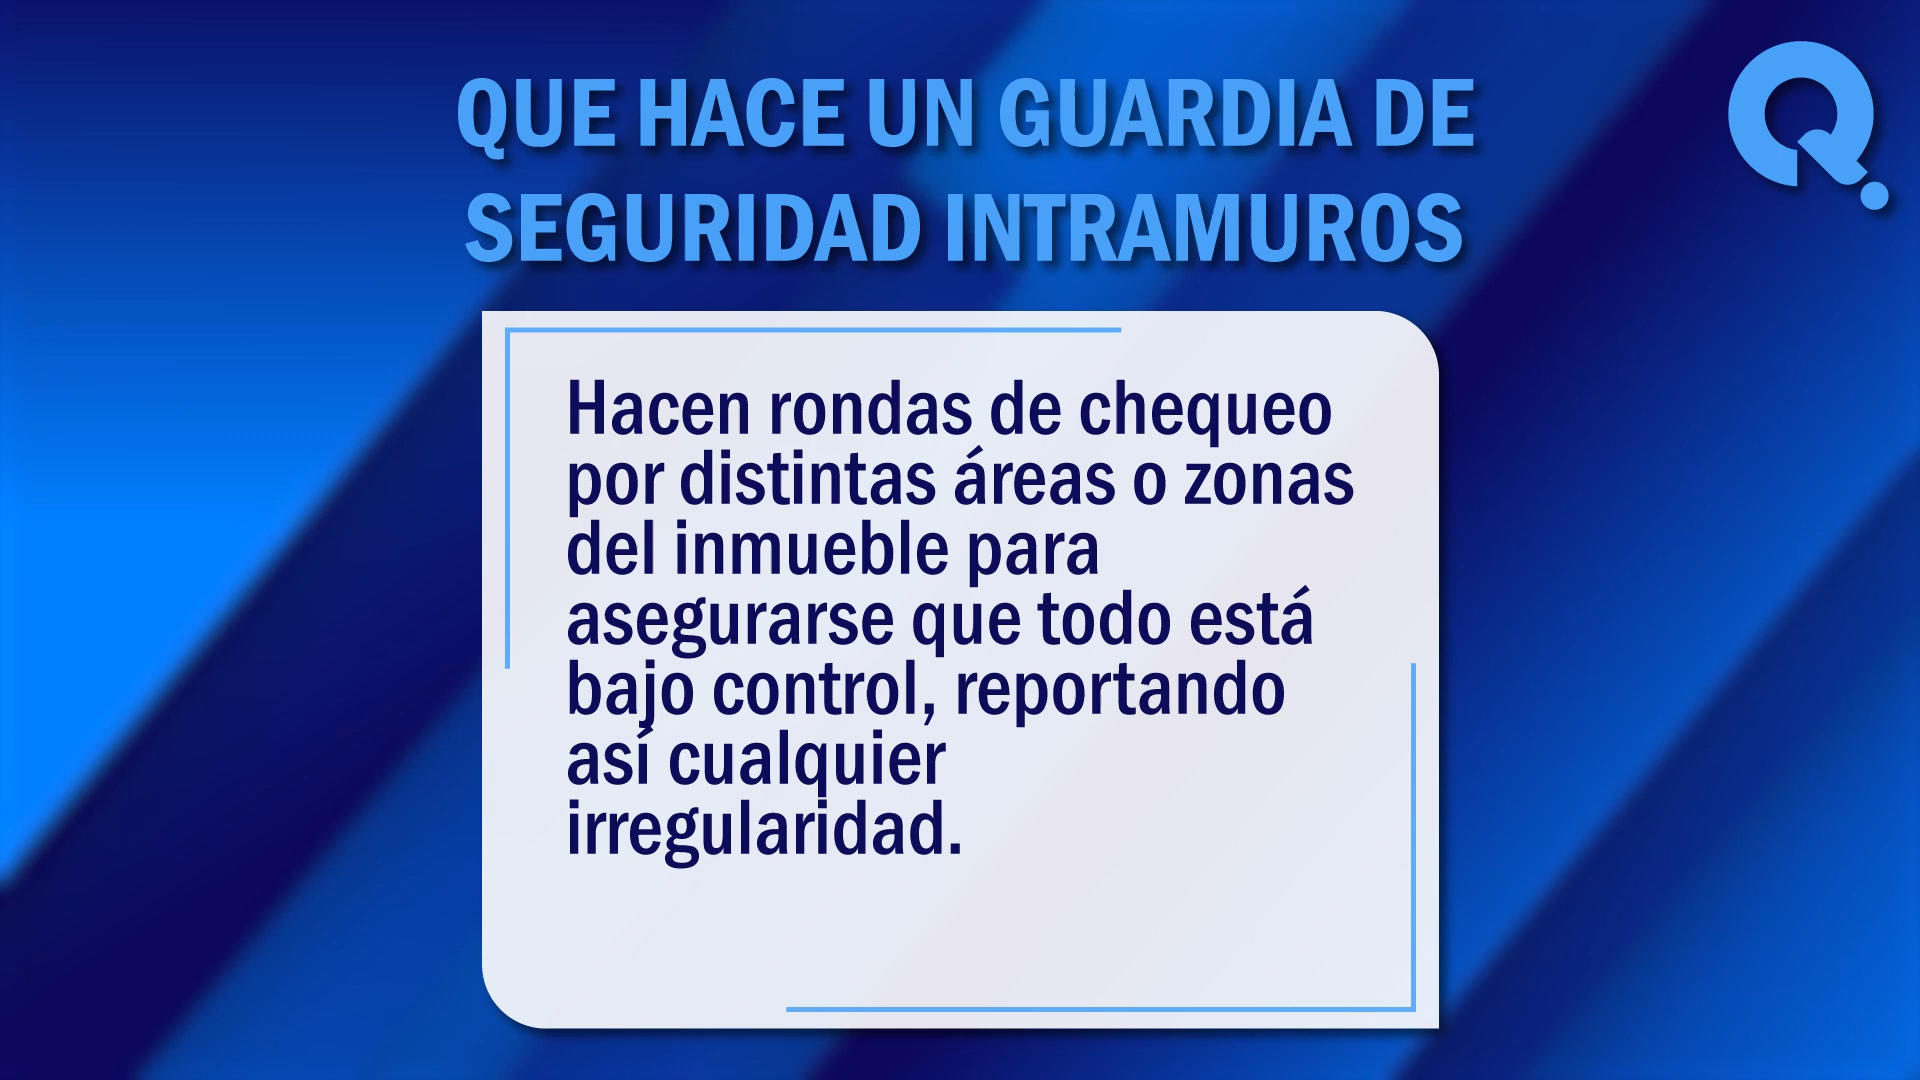 QUE HACE UN GUARDIA DE
SEGURIDAD INTRAMUROS
Q
Hacen rondas de chequeo
por distintas áreas o zonas
del inmueble para
asegurarse que todo está
bajo control, reportando
así cualquier
irregularidad.